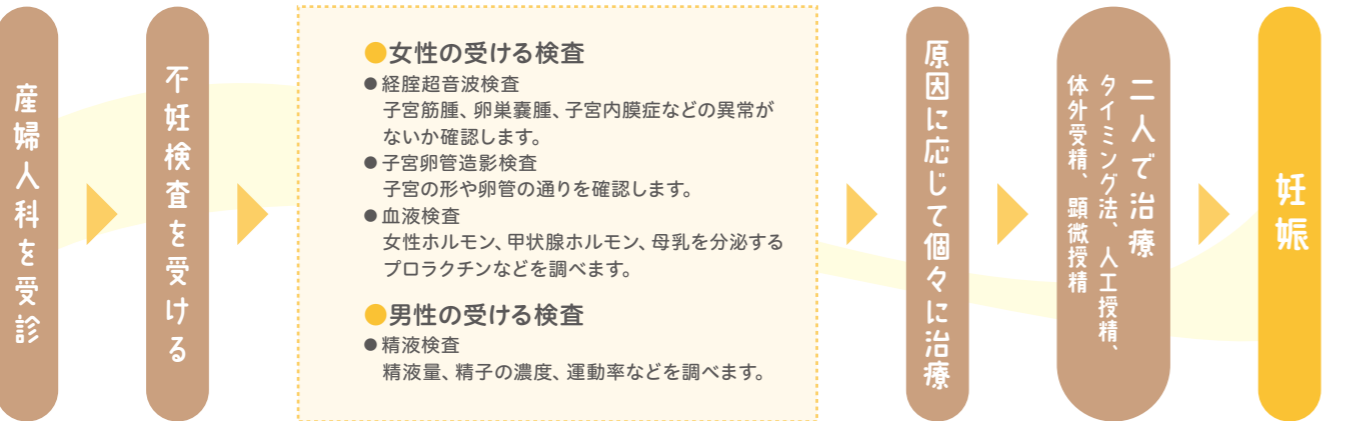 産婦人科を受診
不妊検査を受ける
●女性の受ける検査
●経腟超音波検査
子宮筋腫、卵巣嚢腫、子宮内膜症などの異常が
ないか確認します。
●子宮卵管造影検査
子宮の形や卵管の通りを確認します。
●血液検査
女性ホルモン、甲状腺ホルモン、母乳を分泌する
プロラクチンなどを調べます。
●男性の受ける検査
●精液検査
精液量、精子の濃度、運動率などを調べます。
原因に応じて個々に治療
二人で治療
タイミング法、人工授精、
体外受精、顕微授精
妊娠